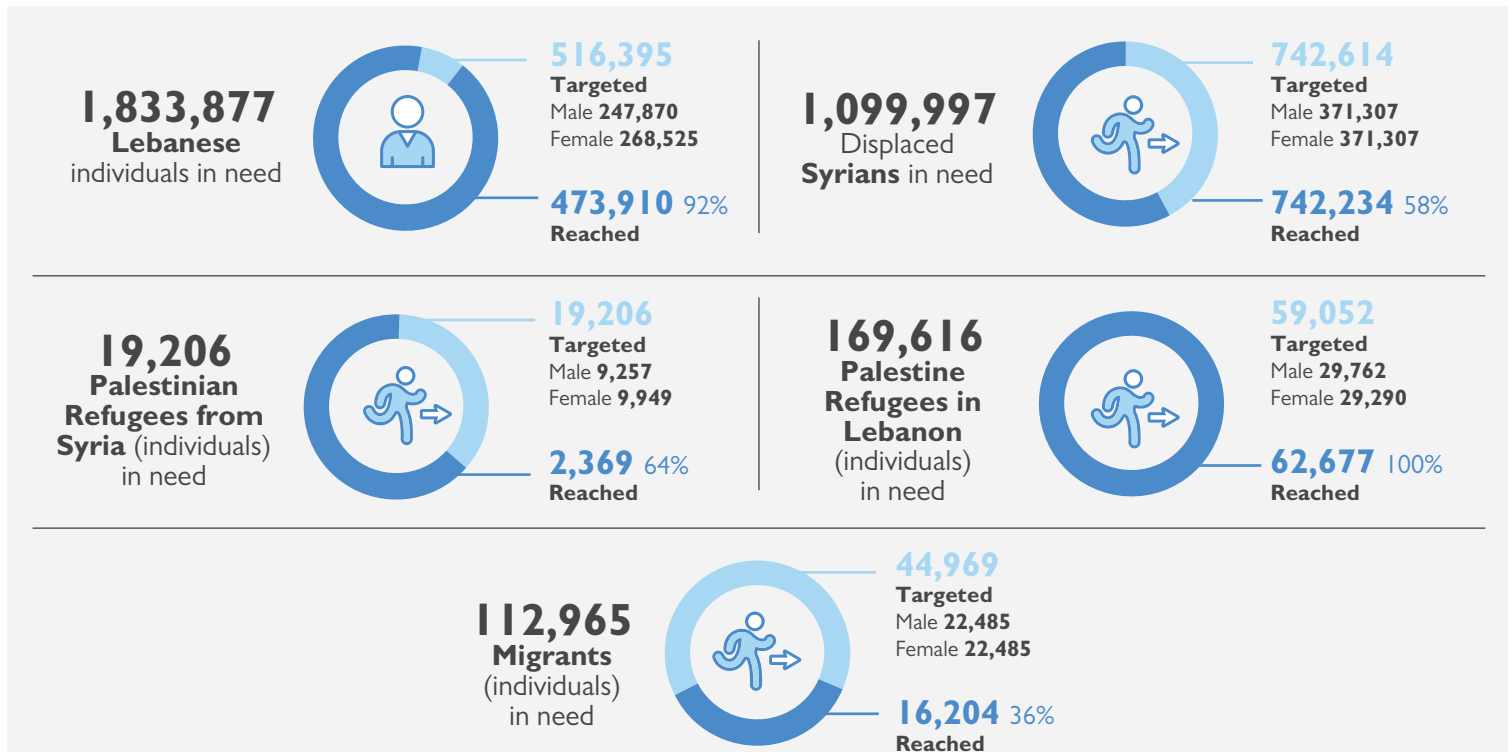 1,833,877
Lebanese
individuals in need
516,395
Targeted
Male 247,870
Female 268,525
473,910 92%
Reached
1,099,997
Displaced
Syrians in need
742,614
Targeted
Male 371,307
Female 371,307
742,234 58%
Reached
19,206
Palestinian
Refugees from
Syria (individuals)
in need
19,206
Targeted
Male 9,257
Female 9,949
2,369 64%
Reached
169,616
Palestine
Refugees in
Lebanon
(individuals)
in need
59,052
Targeted
Male 29,762
Female 29,290
62,677 100%
Reached
112,965
Migrants
(individuals)
in need
44,969
Targeted
Male 22,485
Female 22,485
16,204 36%
Reached